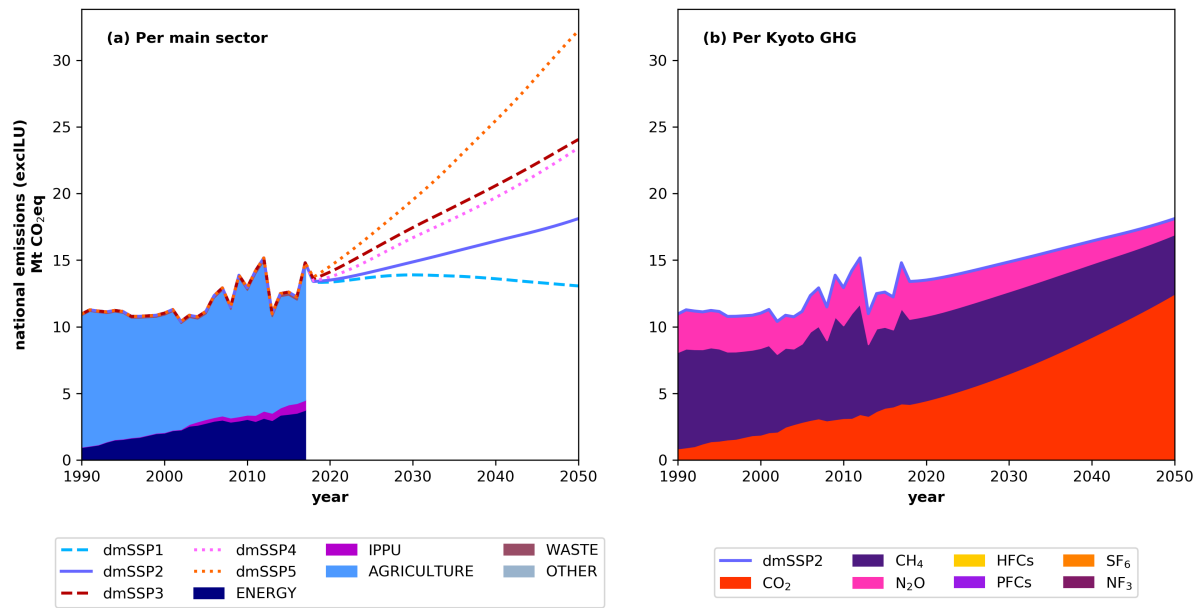 (a) Per main sector
national emissions (exclLU)
Mt CO₂eq
0
5
10
15
20
25
30
1990 2000 2010 2020 2030 2040 2050
year
(b) Per Kyoto GHG
0
5
10
15
20
25
30
1990 2000 2010 2020 2030 2040 2050
year
dmSSP1
dmSSP2
dmSSP3
dmSSP4
dmSSP5
ENERGY
IPPU
AGRICULTURE
WASTE
OTHER
dmSSP2
CO₂
CH₄
N₂O
HFCs
PFCs
SF₆
NF₃